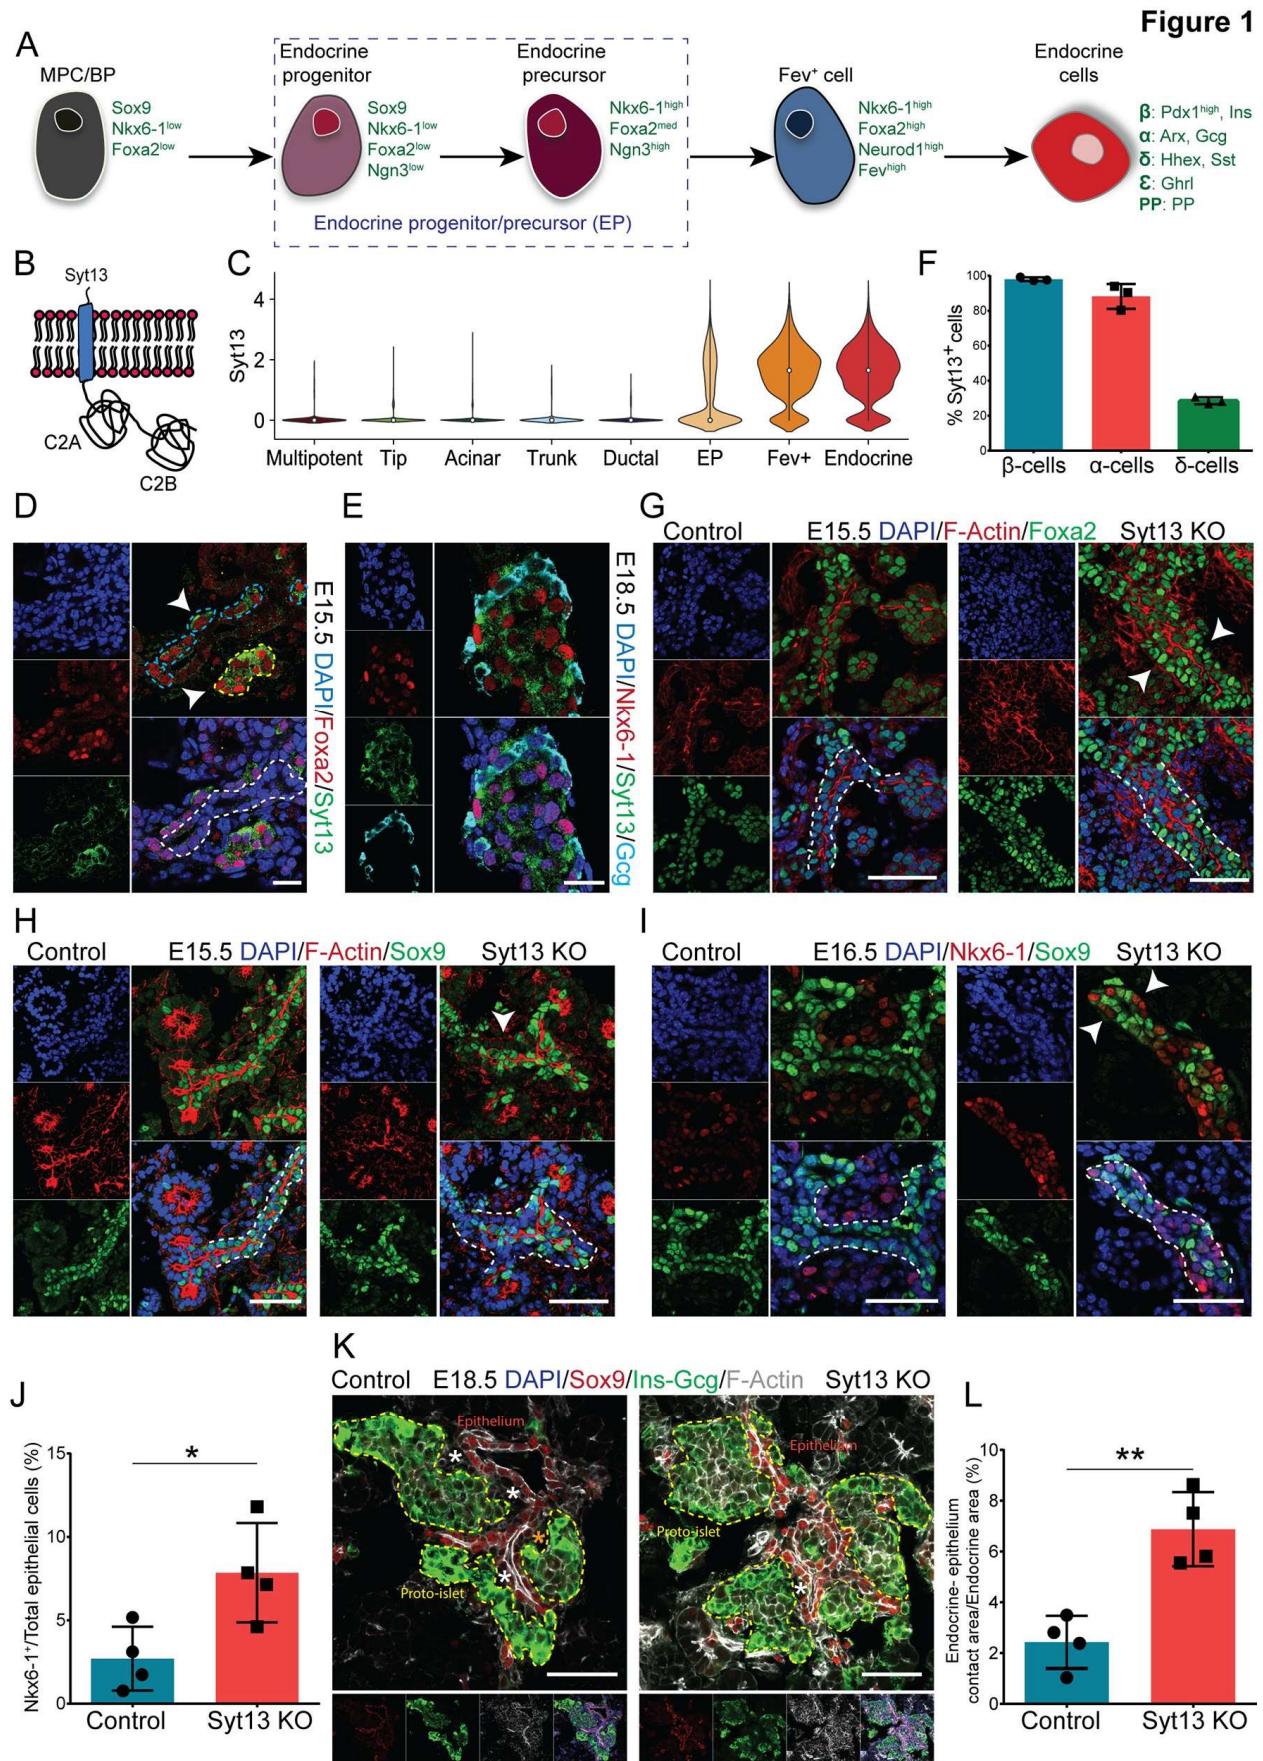 Figure 1
A
MPC/BP
Sox9
Nkx6-1low
Foxa2low
Endocrine
progenitor
Sox9
Nkx6-1low
Foxa2low
Ngn3low
Endocrine
precursor
Nkx6-1high
Foxa2med
Ngn3high
Endocrine progenitor/precursor (EP)
Fev+ cell
Nkx6-1high
Foxa2high
Neurod1high
Fevhigh
Endocrine
cells
β: Pdx1high, Ins
α: Arx, Gcg
δ: Hhex, Sst
Ɛ: Ghrl
PP: PP
B
Syt13
C2A
C2B
C
Syt13
4
2
0
Multipotent Tip Acinar Trunk Ductal EP Fev+ Endocrine
F
% Syt13+ cells
100
80
60
40
20
0
β-cells α-cells δ-cells
D
E15.5 DAPI/Foxa2/Syt13
E
E18.5 DAPI/Nkx6-1/Syt13/Gcg
G
Control E15.5 DAPI/F-Actin/Foxa2 Syt13 KO
H
Control E15.5 DAPI/F-Actin/Sox9 Syt13 KO
I
Control E16.5 DAPI/Nkx6-1/Sox9 Syt13 KO
J
Nkx6-1+/Total epithelial cells (%)
15
10
5
0
*
Control Syt13 KO
K
Control E18.5 DAPI/Sox9/Ins-Gcg/F-Actin Syt13 KO
Epithelium
*
*
*
*
Proto-islet
Epithelium
Proto-islet
*
L
Endocrine- epithelium
contact area/Endocrine area (%)
10
8
6
4
2
0
**
Control Syt13 KO